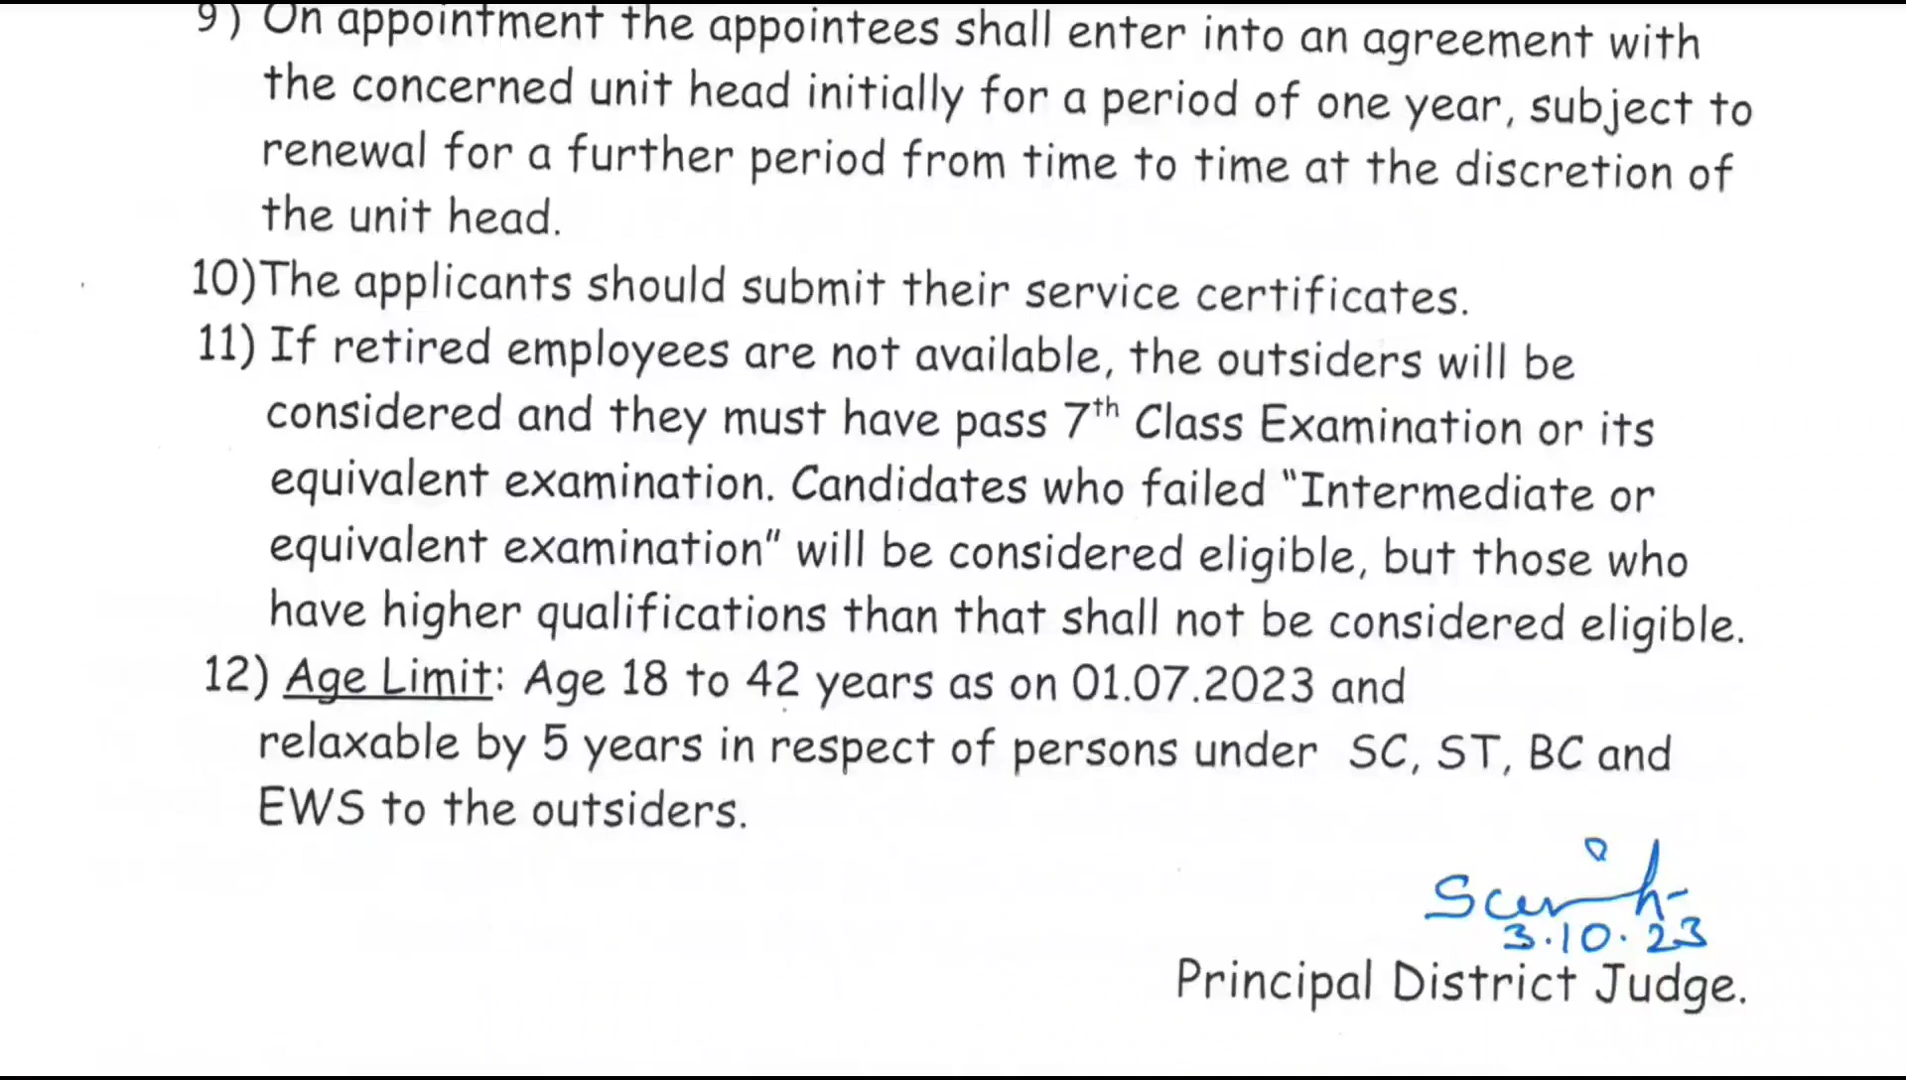 9) On appointment the appointees shall enter into an agreement with
the concerned unit head initially for a period of one year, subject to
renewal for a further period from time to time at the discretion of
the unit head.
10)The applicants should submit their service certificates.
11) If retired employees are not available, the outsiders will be
considered and they must have pass 7th Class Examination or its
equivalent examination. Candidates who failed "Intermediate or
equivalent examination" will be considered eligible, but those who
have higher qualifications than that shall not be considered eligible.
12) Age Limit: Age 18 to 42 years as on 01.07.2023 and
relaxable by 5 years in respect of persons under SC, ST, BC and
EWS to the outsiders.
3.10.23
Principal District Judge.